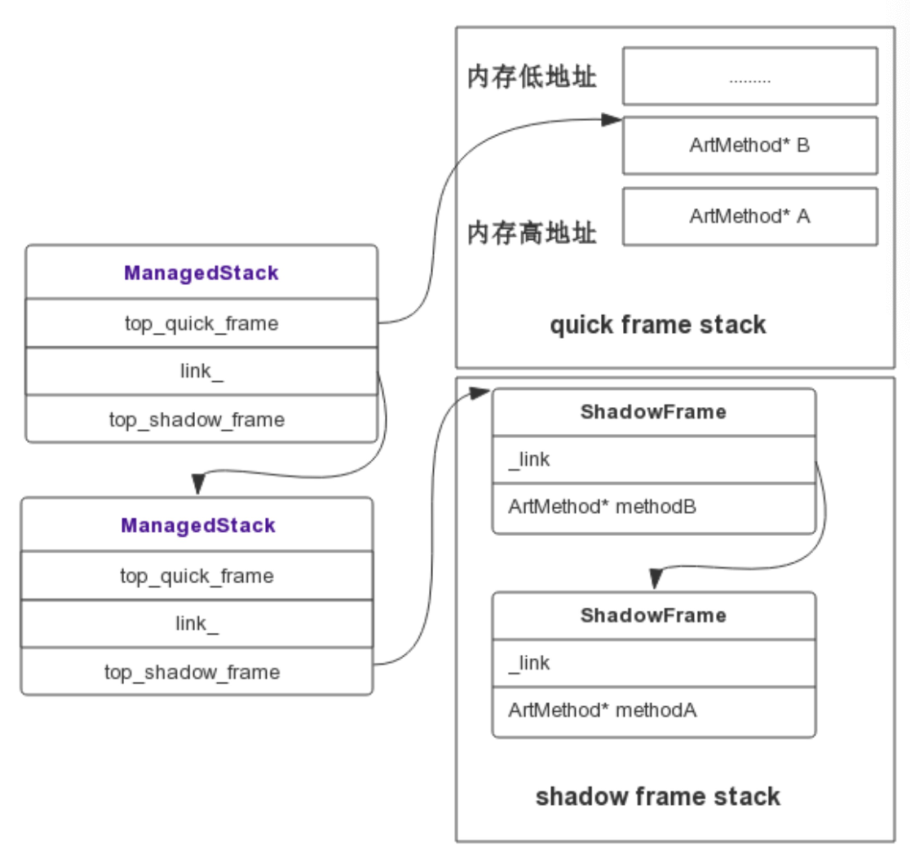 内存低地址
.........
ArtMethod* B
ArtMethod* A
内存高地址
quick frame stack
ManagedStack
top_quick_frame
link_
top_shadow_frame
ManagedStack
top_quick_frame
link_
top_shadow_frame
ShadowFrame
_link
ArtMethod* methodB
ShadowFrame
_link
ArtMethod* methodA
shadow frame stack